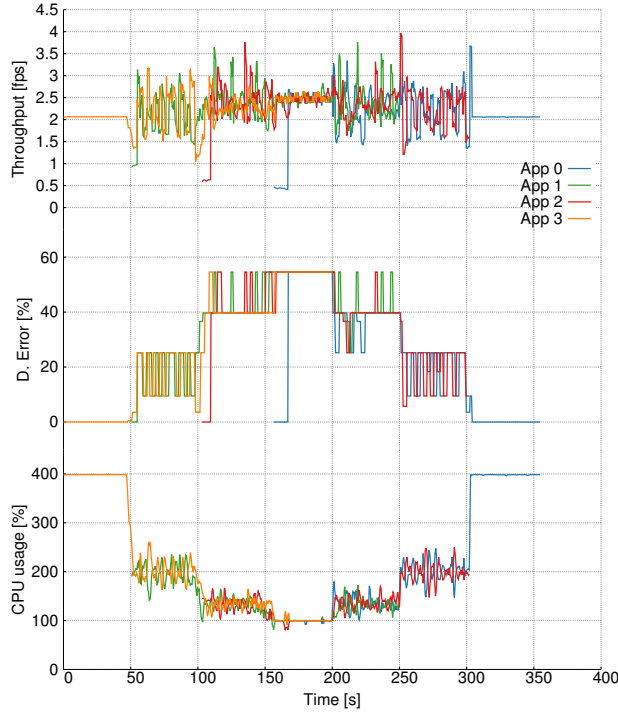 4.5
4
3.5
3
2.5
2
1.5
1
0.5
0
Throughput [fps]
App 0
App 1
App 2
App 3
60
40
20
0
D. Error [%]
400
300
200
100
0
CPU usage [%]
0 50 100 150 200 250 300 350 400
Time [s]